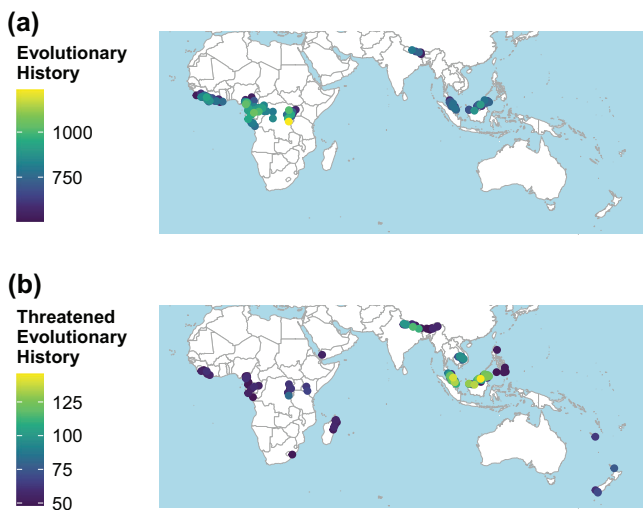 (a)
Evolutionary
History
1000
750
(b)
Threatened
Evolutionary
History
125
100
75
50